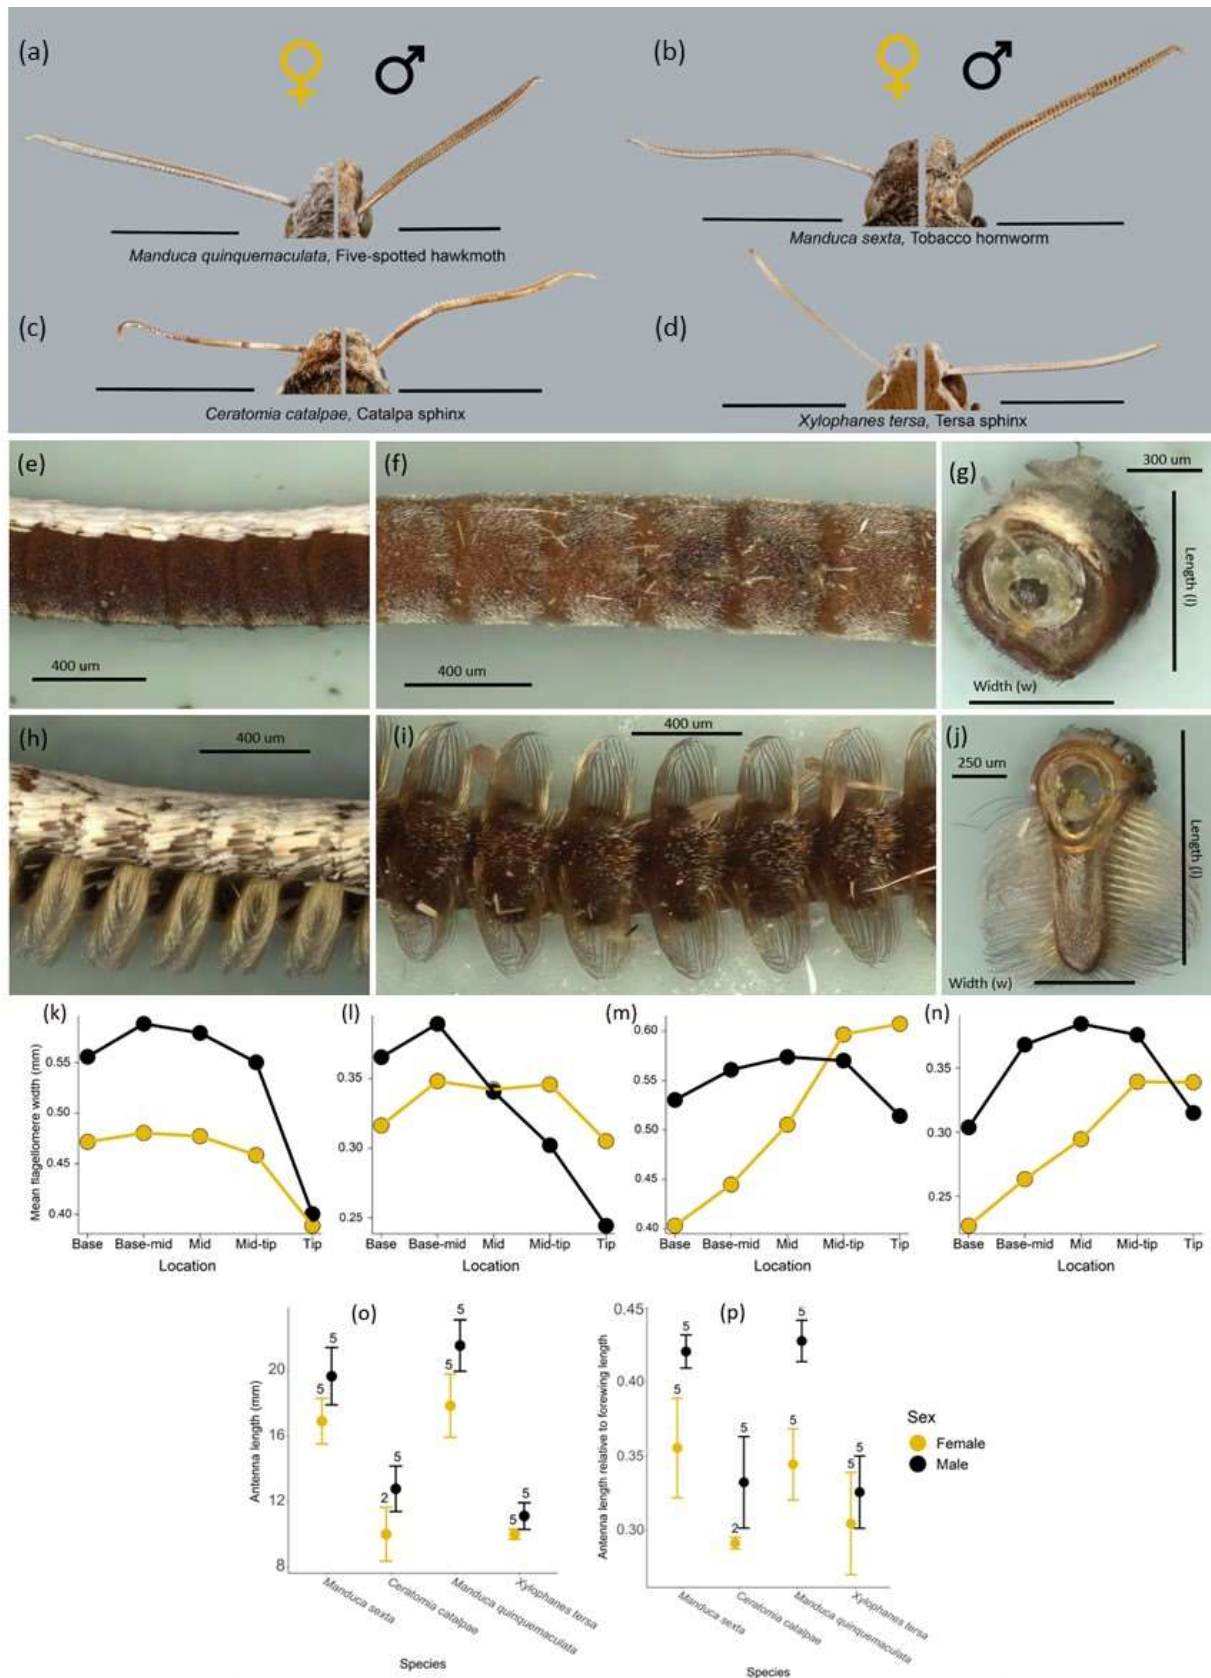 (a)
(b)
Manduca quinquemaculata, Five-spotted hawkmoth
Manduca sexta, Tobacco hornworm
(c)
(d)
Ceratomia catalpae, Catalpa sphinx
Xylophanes tersa, Tersa sphinx
(e)
400 um
(f)
400 um
(g)
300 um
Length (l)
Width (w)
(h)
400 um
(i)
400 um
(j)
250 um
Length (l)
Width (w)
(k)
(l)
(m)
(n)
Mean flagellomere width (mm)
0.55
0.50
0.45
0.40
Base Base-mid Mid Mid-tip Tip
Location
0.35
0.30
0.25
Base Base-mid Mid Mid-tip Tip
Location
0.60
0.55
0.50
0.45
0.40
Base Base-mid Mid Mid-tip Tip
Location
0.35
0.30
0.25
Base Base-mid Mid Mid-tip Tip
Location
(o)
Antenna length (mm)
20
16
12
8
5
5
2
5
5
5
5
5
Manduca sexta
Ceratomia catalpae
Manduca quinquemaculata
Xylophanes tersa
Species
(p)
Antenna length relative to forewing length
0.45
0.40
0.35
0.30
5
5
2
5
5
5
5
5
Manduca sexta
Ceratomia catalpae
Manduca quinquemaculata
Xylophanes tersa
Species
Sex
Female
Male